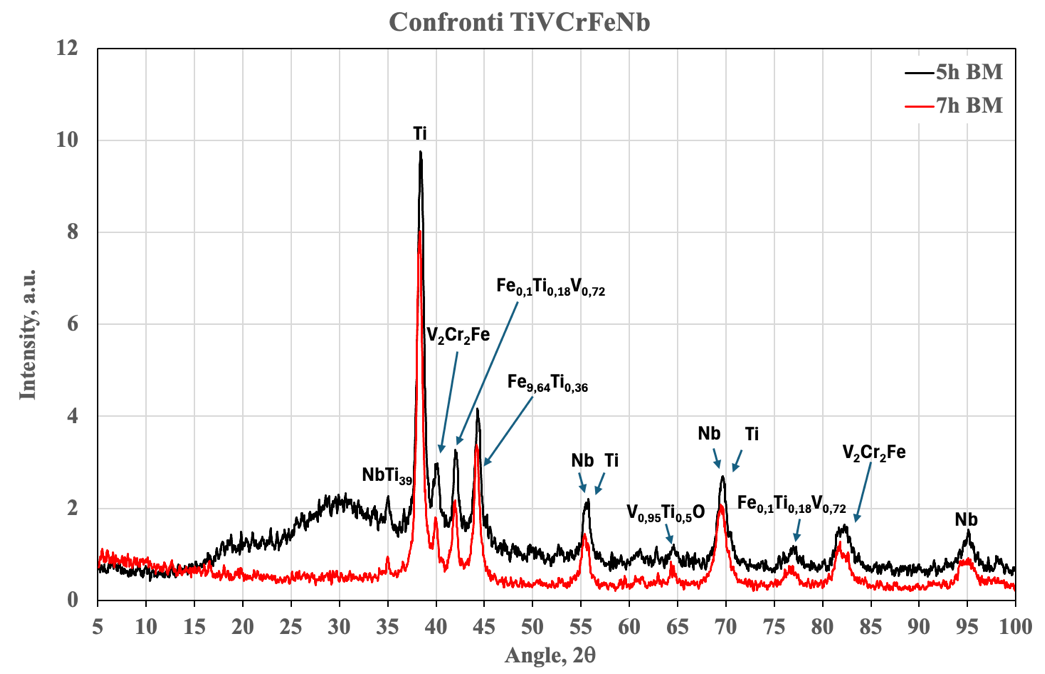 Confronti TiVCrFeNb
12
10
8
6
4
2
0
Intensity, a.u.
5h BM
7h BM
Ti
Fe0,1Ti0,18V0,72
V2Cr2Fe
Fe9,64Ti0,36
NbTi39
Nb Ti
V0,95Ti0,5O
Nb Ti
Fe0,1Ti0,18V0,72
V2Cr2Fe
Nb
5 10 15 20 25 30 35 40 45 50 55 60 65 70 75 80 85 90 95 100
Angle, 2θ